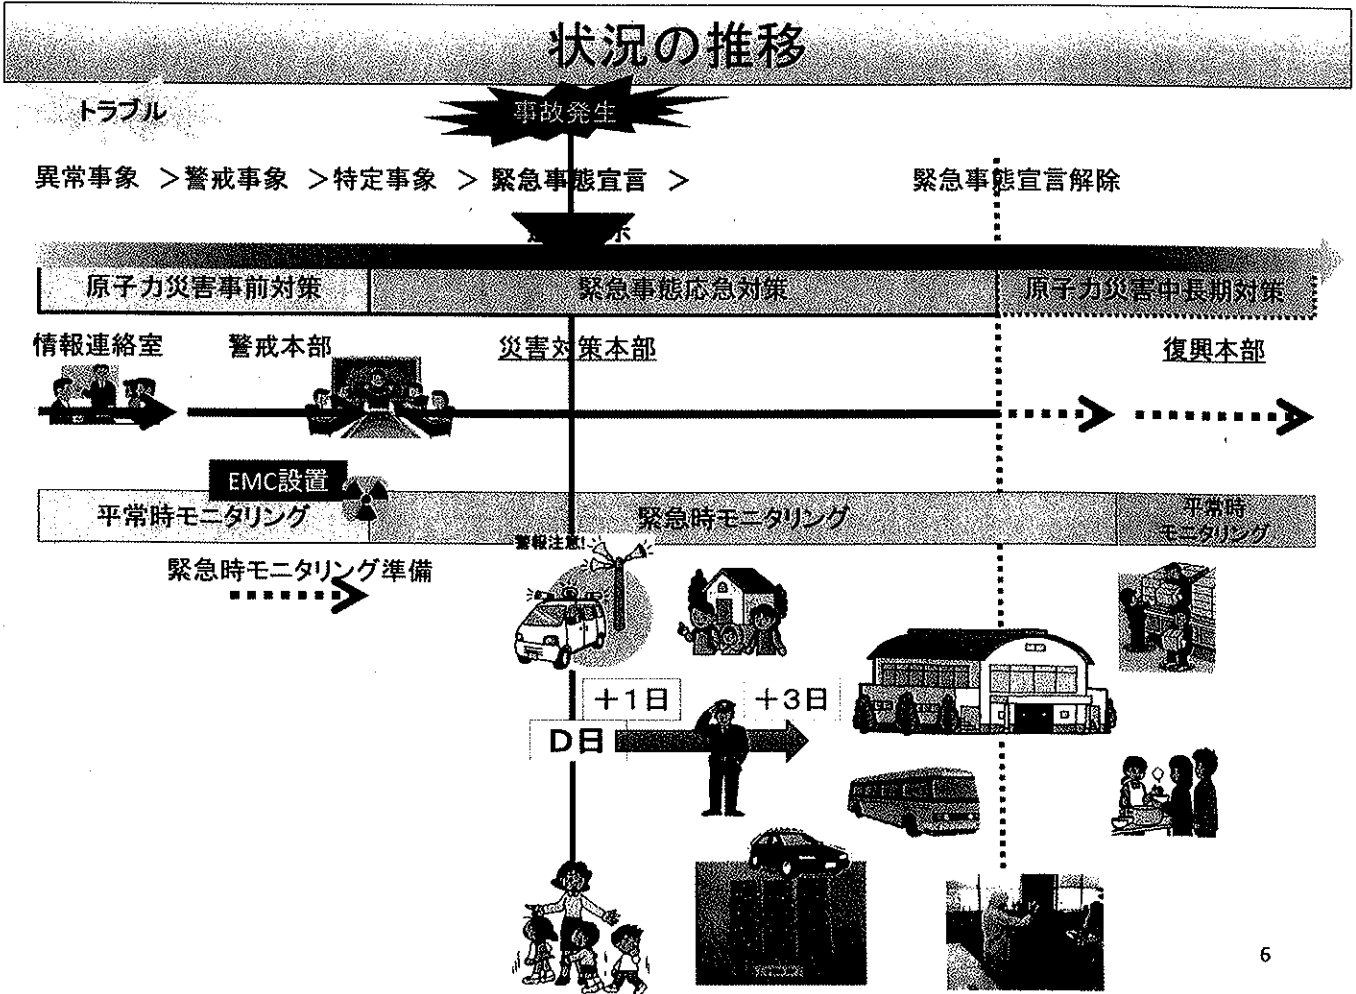 状況の推移
トラブル
事故発生
異常事象 >警戒事象 >特定事象 > 緊急事態宣言 >
緊急事態宣言解除
原子力災害事前対策
緊急事態応急対策
原子力災害中長期対策
情報連絡室
警戒本部
災害対策本部
復興本部
EMC設置
平常時モニタリング
緊急時モニタリング
平常時
モニタリング
緊急時モニタリング準備
警報注意!
+1日
+3日
D日
6